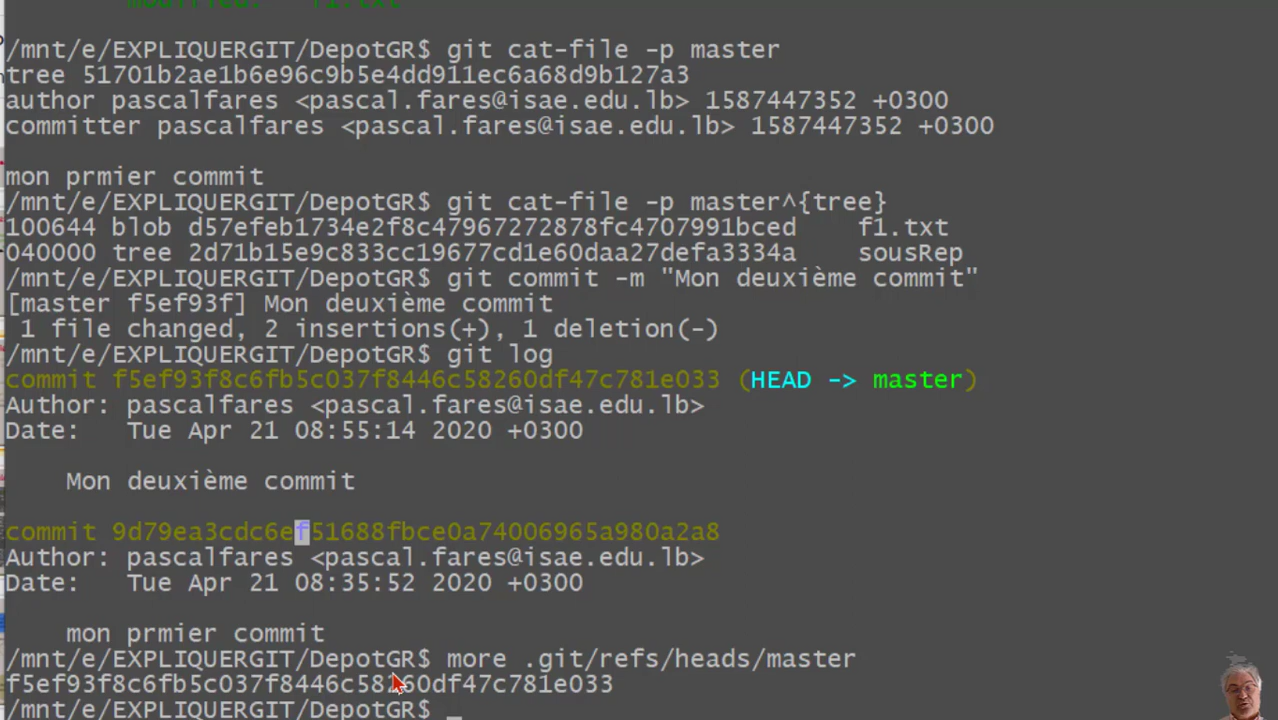 modified: f1.txt
/mnt/e/EXPLIQUERGIT/DepotGR$ git cat-file -p master
tree 51701b2ae1b6e96c9b5e4dd911ec6a68d9b127a3
author pascalfares <pascal.fares@isae.edu.lb> 1587447352 +0300
committer pascalfares <pascal.fares@isae.edu.lb> 1587447352 +0300
mon prmier commit
/mnt/e/EXPLIQUERGIT/DepotGR$ git cat-file -p master^{tree}
100644 blob d57efeb1734e2f8c47967272878fc4707991bced f1.txt
040000 tree 2d71b15e9c833cc19677cd1e60daa27defa3334a sousRep
/mnt/e/EXPLIQUERGIT/DepotGR$ git commit -m "Mon deuxième commit"
[master f5ef93f] Mon deuxième commit
1 file changed, 2 insertions(+), 1 deletion(-)
/mnt/e/EXPLIQUERGIT/DepotGR$ git log
commit f5ef93f8c6fb5c037f8446c58260df47c781e033 (HEAD -> master)
Author: pascalfares <pascal.fares@isae.edu.lb>
Date: Tue Apr 21 08:55:14 2020 +0300
Mon deuxième commit
commit 9d79ea3cdc6ef51688fbce0a74006965a980a2a8
Author: pascalfares <pascal.fares@isae.edu.lb>
Date: Tue Apr 21 08:35:52 2020 +0300
mon prmier commit
/mnt/e/EXPLIQUERGIT/DepotGR$ more .git/refs/heads/master
f5ef93f8c6fb5c037f8446c58260df47c781e033
/mnt/e/EXPLIQUERGIT/DepotGR$